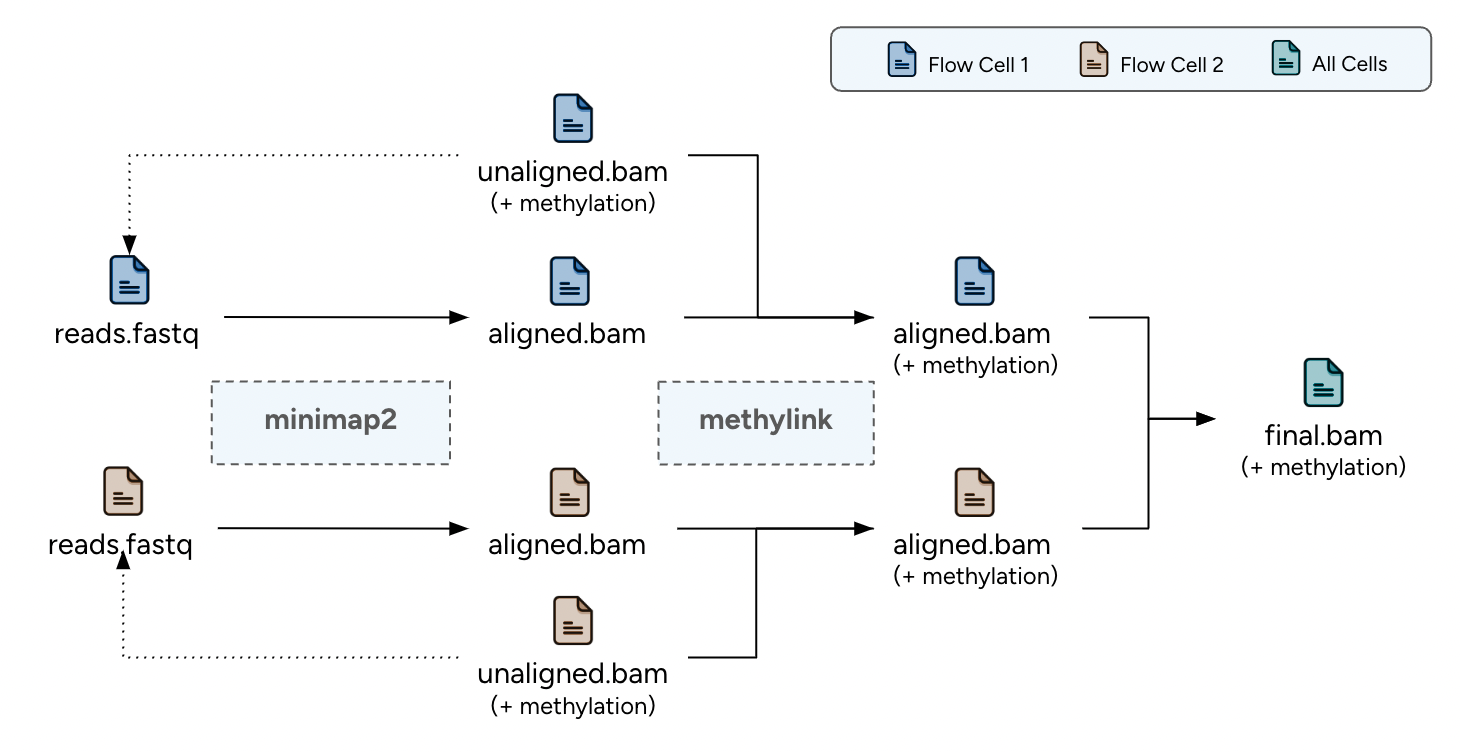 Flow Cell 1
Flow Cell 2
All Cells
unaligned.bam
(+ methylation)
reads.fastq
aligned.bam
aligned.bam
(+ methylation)
minimap2
methylink
final.bam
(+ methylation)
reads.fastq
aligned.bam
aligned.bam
(+ methylation)
unaligned.bam
(+ methylation)